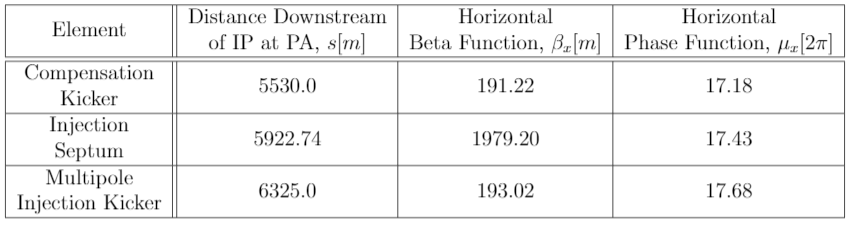 Element | Distance Downstream of IP at PA, s[m] | Horizontal Beta Function, βₓ[m] | Horizontal Phase Function, μₓ[2π]
Compensation Kicker | 5530.0 | 191.22 | 17.18
Injection Septum | 5922.74 | 1979.20 | 17.43
Multipole Injection Kicker | 6325.0 | 193.02 | 17.68